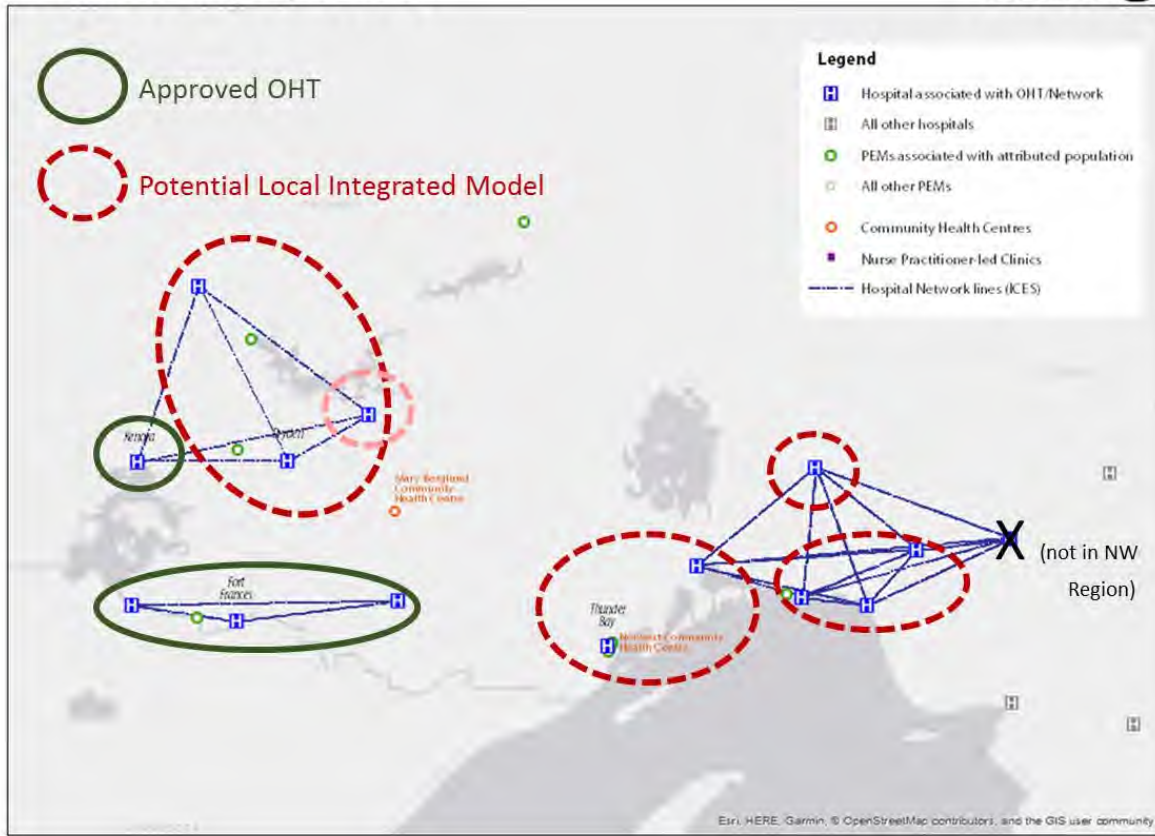 Approved OHT
Potential Local Integrated Model
Legend
H Hospital associated with OHT/Network
H All other hospitals
PEMs associated with attributed population
All other PEMs
Community Health Centres
Nurse Practitioner-led Clinics
Hospital Network lines (ICES)
H
H
Kenora
H
Dryden
H
Mary Berglund
Community
Health Centre
H
H
X
(not in NW
Region)
H
H
H
H
Fort
Frances
H
H
H
Thunder
Bay
H
NorWest Community
Health Centre
H
H
Esri, HERE, Garmin, © OpenStreetMap contributors, and the GIS user community